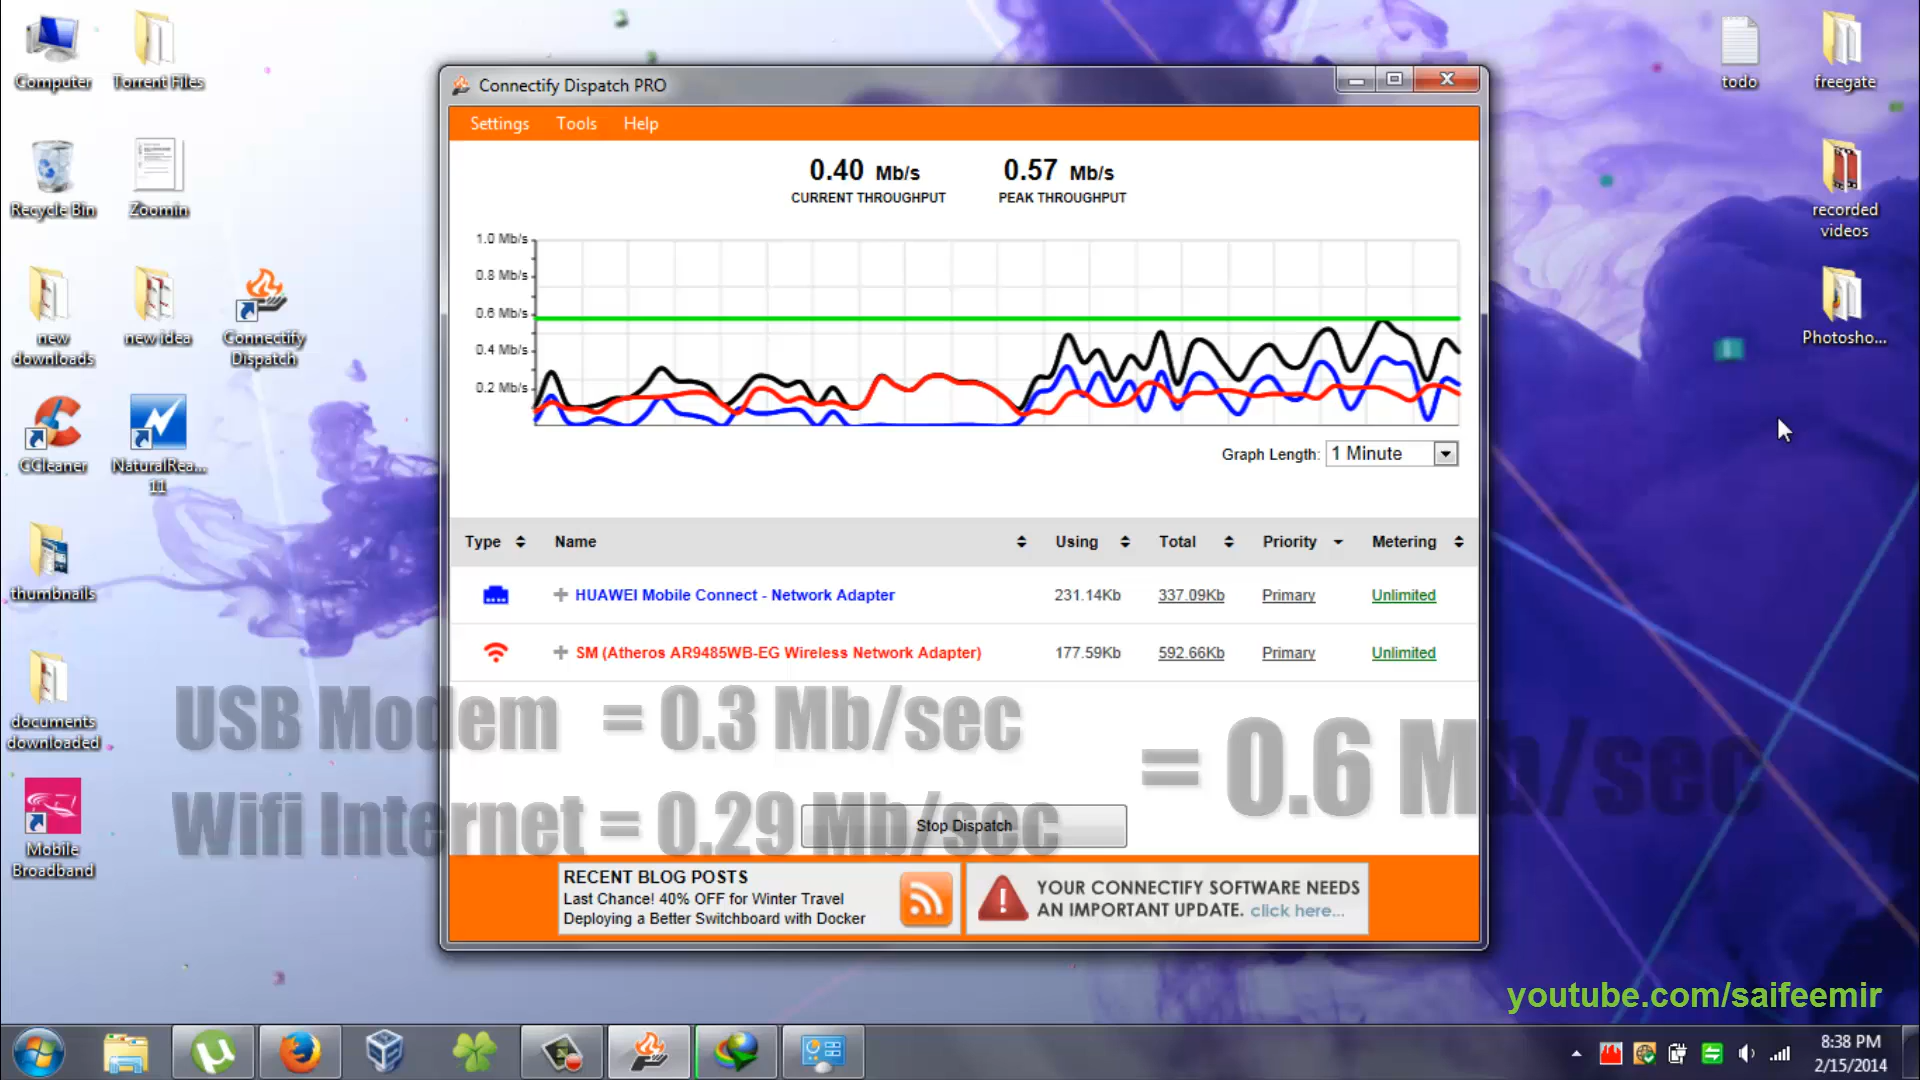 Computer
Torrent Files
Recycle Bin
Zoomin
new downloads
new idea
Connectify Dispatch
CCleaner
NaturalRea... 11
thumbnails
documents downloaded
Mobile Broadband
todo
freegate
recorded videos
Photosho...
Connectify Dispatch PRO
Settings Tools Help
0.40 Mb/s 0.57 Mb/s
CURRENT THROUGHPUT PEAK THROUGHPUT
1.0 Mb/s
0.8 Mb/s
0.6 Mb/s
0.4 Mb/s
0.2 Mb/s
Graph Length: 1 Minute
Type Name Using Total Priority Metering
HUAWEI Mobile Connect - Network Adapter 231.14Kb 337.09Kb Primary Unlimited
SM (Atheros AR9485WB-EG Wireless Network Adapter) 177.59Kb 592.66Kb Primary Unlimited
USB Modem = 0.3 Mb/sec
= 0.6 Mb/sec
Wifi Internet = 0.29 Mb/sec
Stop Dispatch
RECENT BLOG POSTS
Last Chance! 40% OFF for Winter Travel
Deploying a Better Switchboard with Docker
YOUR CONNECTIFY SOFTWARE NEEDS
AN IMPORTANT UPDATE. click here...
youtube.com/saifeemir
8:38 PM
2/15/2014